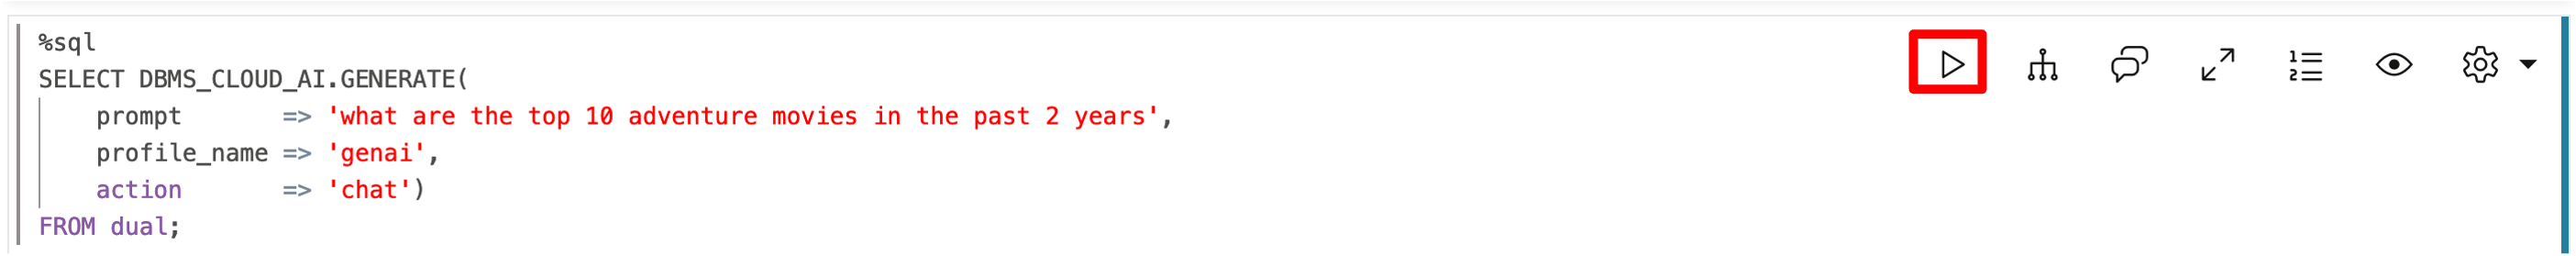 %sql
SELECT DBMS_CLOUD_AI.GENERATE(
    prompt       => 'what are the top 10 adventure movies in the past 2 years',
    profile_name => 'genai',
    action       => 'chat')
FROM dual;